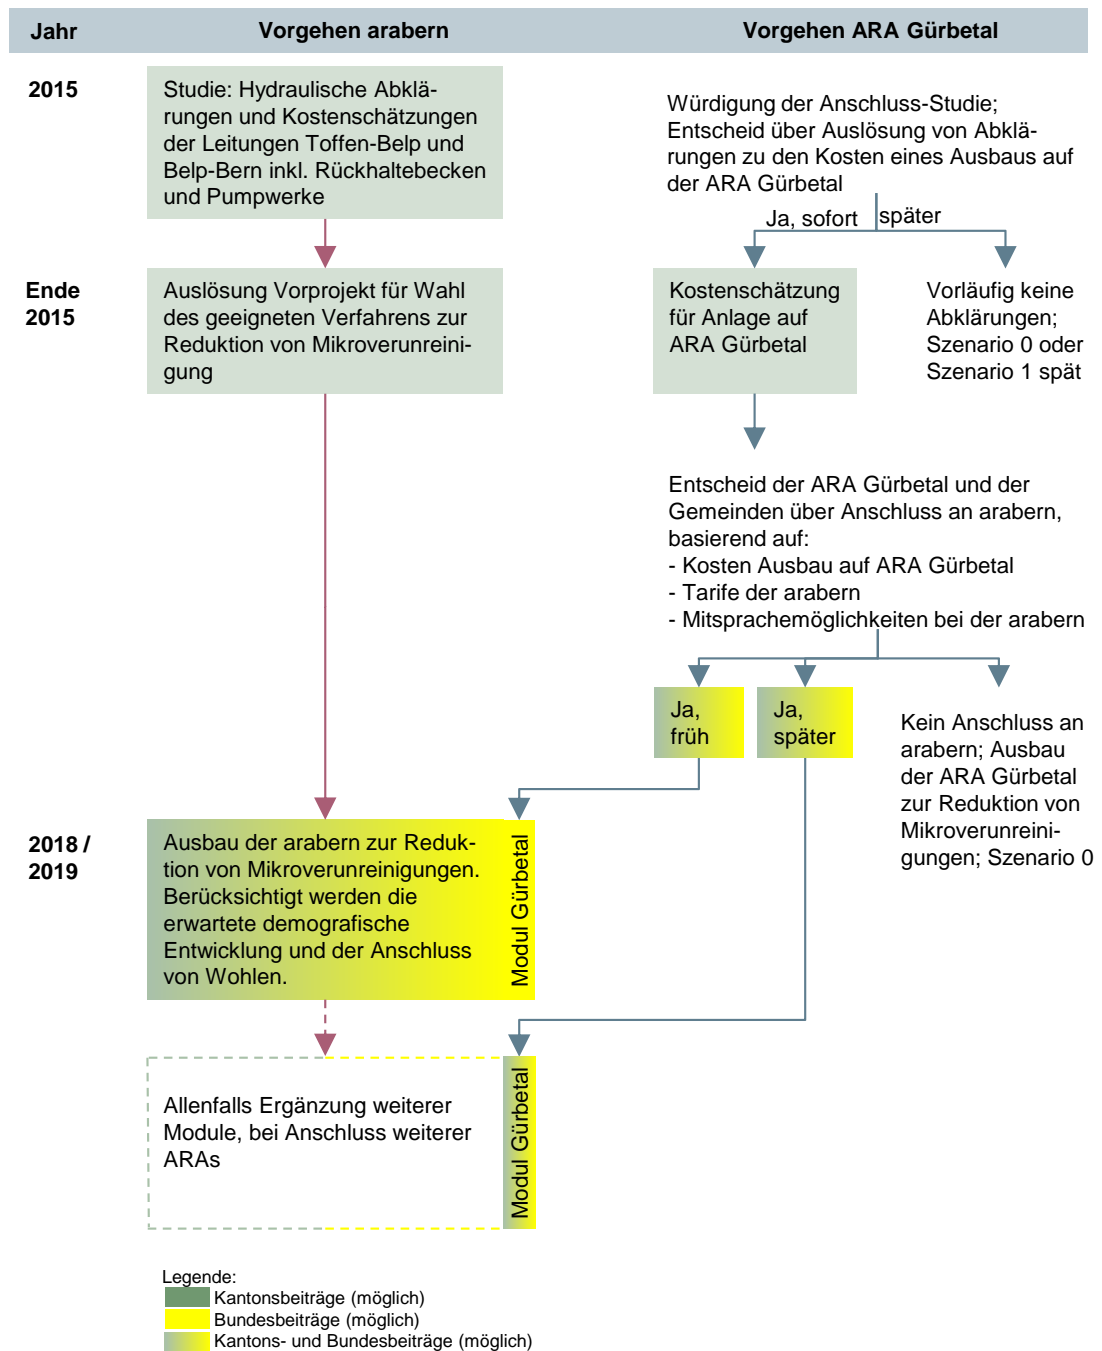 Jahr
Vorgehen arabern
Vorgehen ARA Gürbetal
2015
Studie: Hydraulische Abklä-
rungen und Kostenschätzungen
der Leitungen Toffen-Belp und
Belp-Bern inkl. Rückhaltebecken
und Pumpwerke
Würdigung der Anschluss-Studie;
Entscheid über Auslösung von Abklä-
rungen zu den Kosten eines Ausbaus auf
der ARA Gürbetal
Ja, sofort
später
Ende
2015
Auslösung Vorprojekt für Wahl
des geeigneten Verfahrens zur
Reduktion von Mikroverunreini-
gung
Kostenschätzung
für Anlage auf
ARA Gürbetal
Vorläufig keine
Abklärungen;
Szenario 0 oder
Szenario 1 spät
Entscheid der ARA Gürbetal und der
Gemeinden über Anschluss an arabern,
basierend auf:
- Kosten Ausbau auf ARA Gürbetal
- Tarife der arabern
- Mitsprachemöglichkeiten bei der arabern
Ja,
früh
Ja,
später
Kein Anschluss an
arabern; Ausbau
der ARA Gürbetal
zur Reduktion von
Mikroverunreini-
gungen; Szenario 0
2018 /
2019
Ausbau der arabern zur Reduk-
tion von Mikroverunreinigungen.
Berücksichtigt werden die
erwartete demografische
Entwicklung und der Anschluss
von Wohlen.
Modul Gürbetal
Allenfalls Ergänzung weiterer
Module, bei Anschluss weiterer
ARAs
Modul Gürbetal
Legende:
Kantonsbeiträge (möglich)
Bundesbeiträge (möglich)
Kantons- und Bundesbeiträge (möglich)